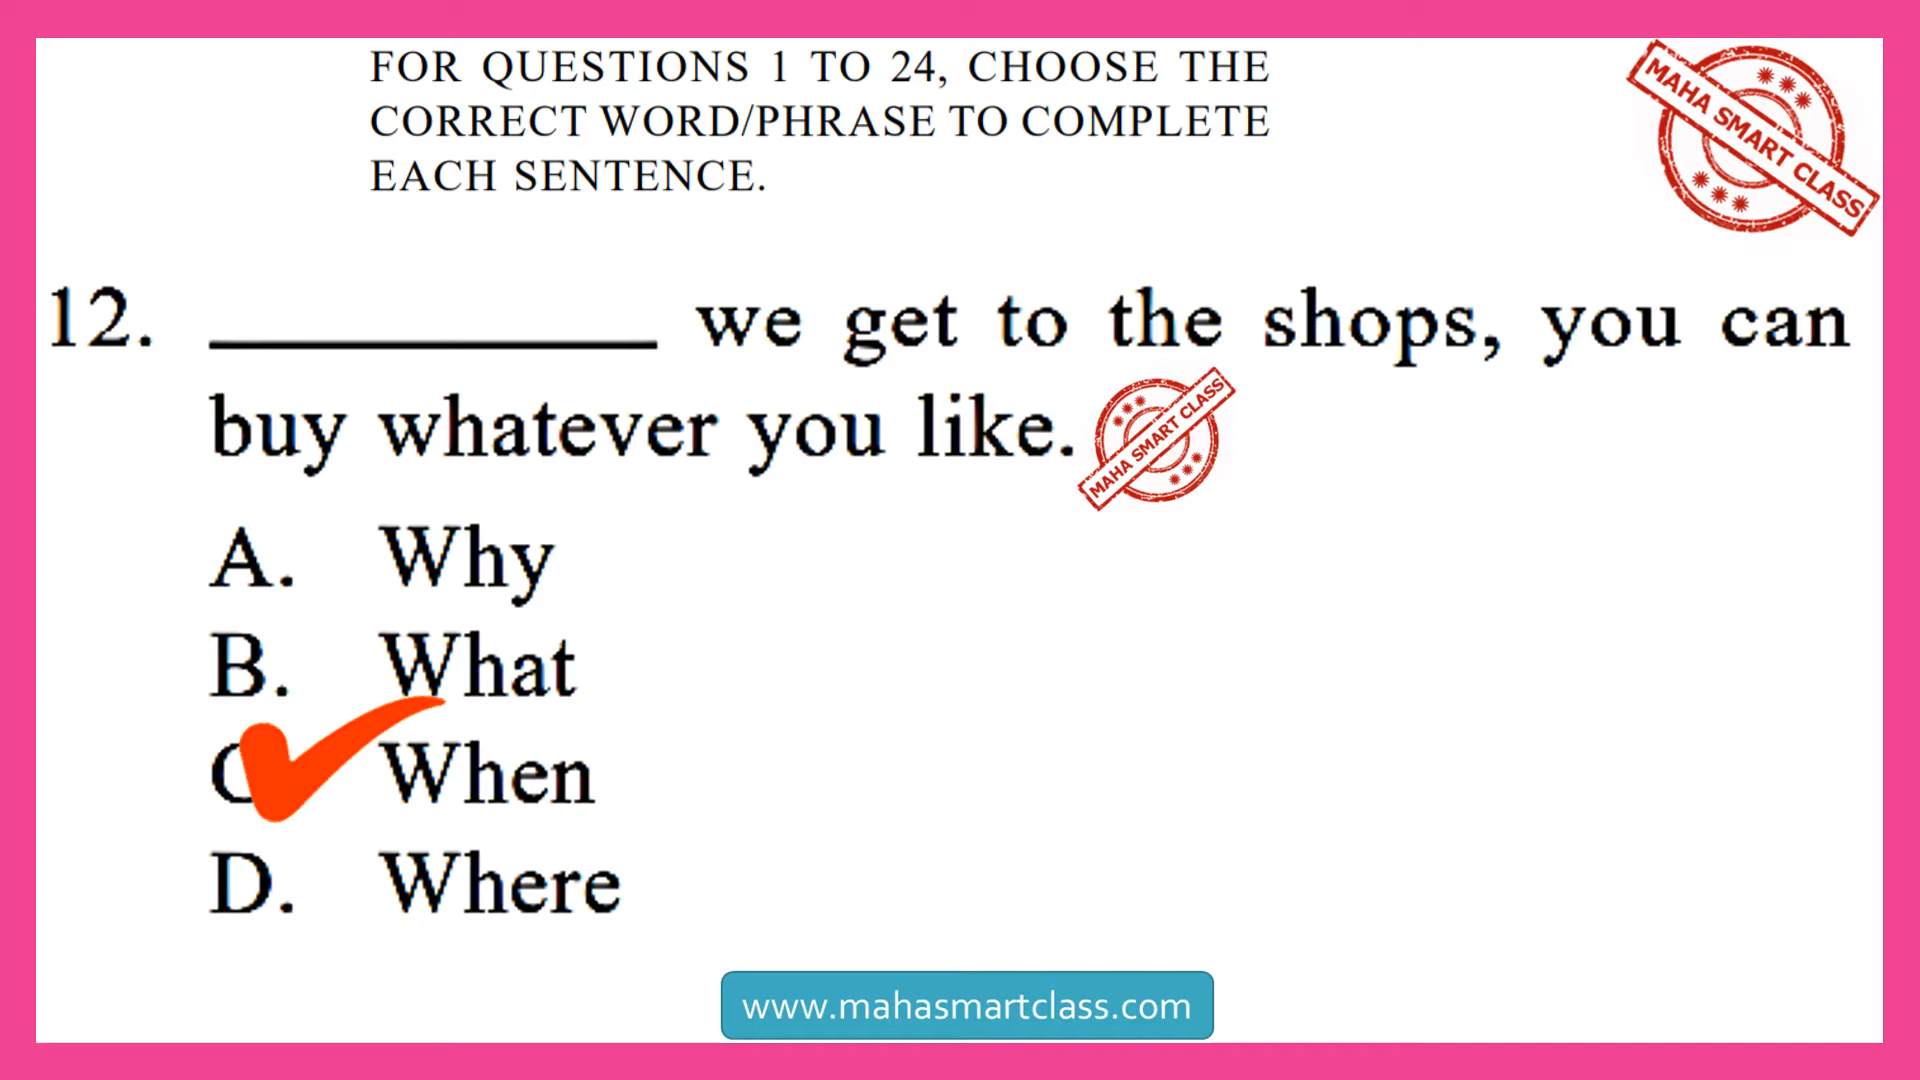 FOR QUESTIONS 1 TO 24, CHOOSE THE
CORRECT WORD/PHRASE TO COMPLETE
EACH SENTENCE.
MAHA SMART CLASS
12. __________ we get to the shops, you can
buy whatever you like.
MAHA SMART CLASS
A. Why
B. What
C When
D. Where
www.mahasmartclass.com